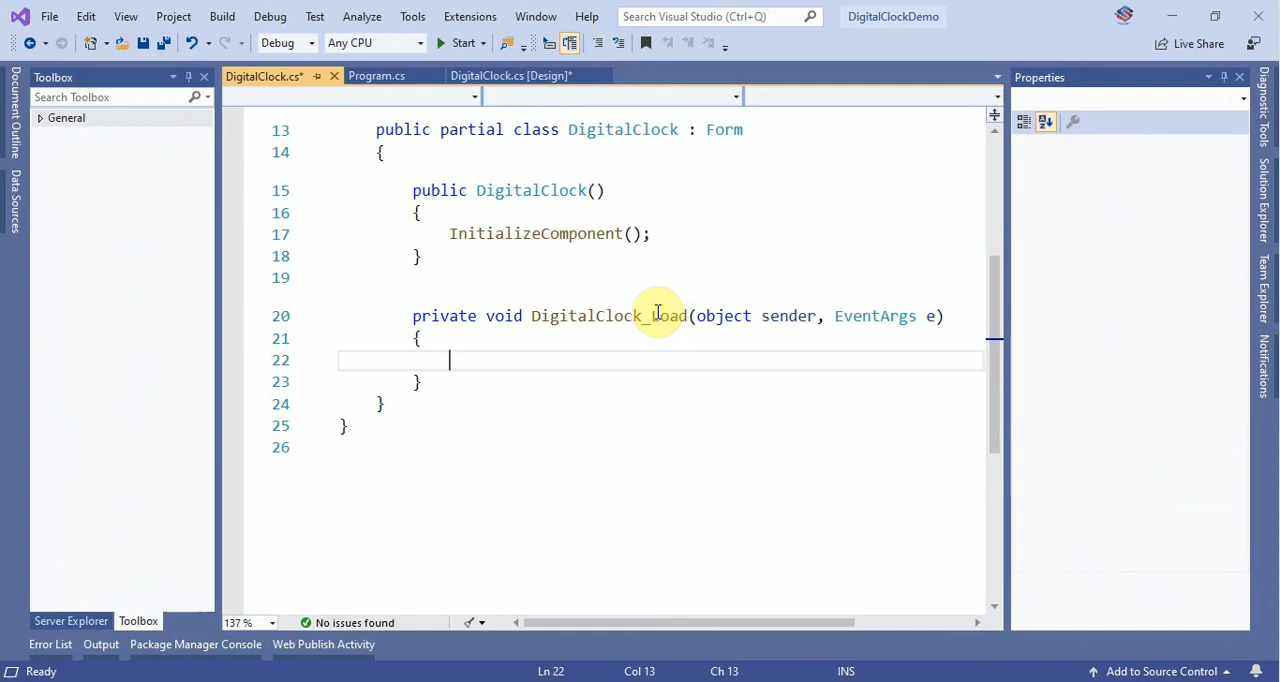 File Edit View Project Build Debug Test Analyze Tools Extensions Window Help Search Visual Studio (Ctrl+Q) DigitalClockDemo
Debug Any CPU Start Live Share
Toolbox
Search Toolbox
General
DigitalClock.cs* Program.cs DigitalClock.cs [Design]*
Properties
Document Outline
Data Sources
13 public partial class DigitalClock : Form
14 {
15 public DigitalClock()
16 {
17 InitializeComponent();
18 }
19
20 private void DigitalClock_Load(object sender, EventArgs e)
21 {
22
23 }
24 }
25 }
26
Diagnostic Tools
Solution Explorer
Team Explorer
Notifications
Server Explorer Toolbox
137 % No issues found
Error List Output Package Manager Console Web Publish Activity
Ready Ln 22 Col 13 Ch 13 INS Add to Source Control